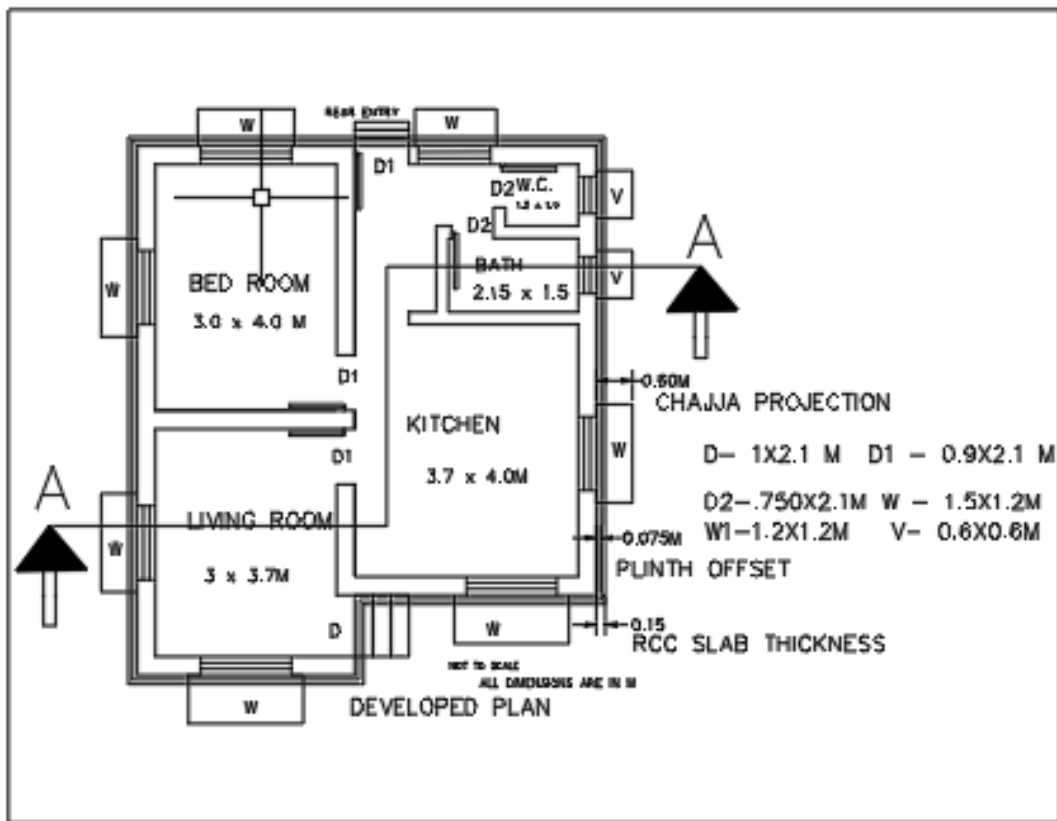 REAR ENTRY
W
W
D1
D2 W.C.
V
D2
A
W
BED ROOM
3.0 x 4.0 M
BATH
2.15 x 1.5
V
D1
0.60M
CHAJJA PROJECTION
KITCHEN
3.7 x 4.0M
W
D- 1X2.1 M D1 - 0.9X2.1 M
D1
A
D2-.750X2.1M W - 1.5X1.2M
W1-1.2X1.2M V- 0.6X0.6M
LIVING ROOM
3 x 3.7M
W
0.075M
PLINTH OFFSET
D
W
0.15
RCC SLAB THICKNESS
NOT TO SCALE
ALL DIMENSIONS ARE IN M
W
DEVELOPED PLAN